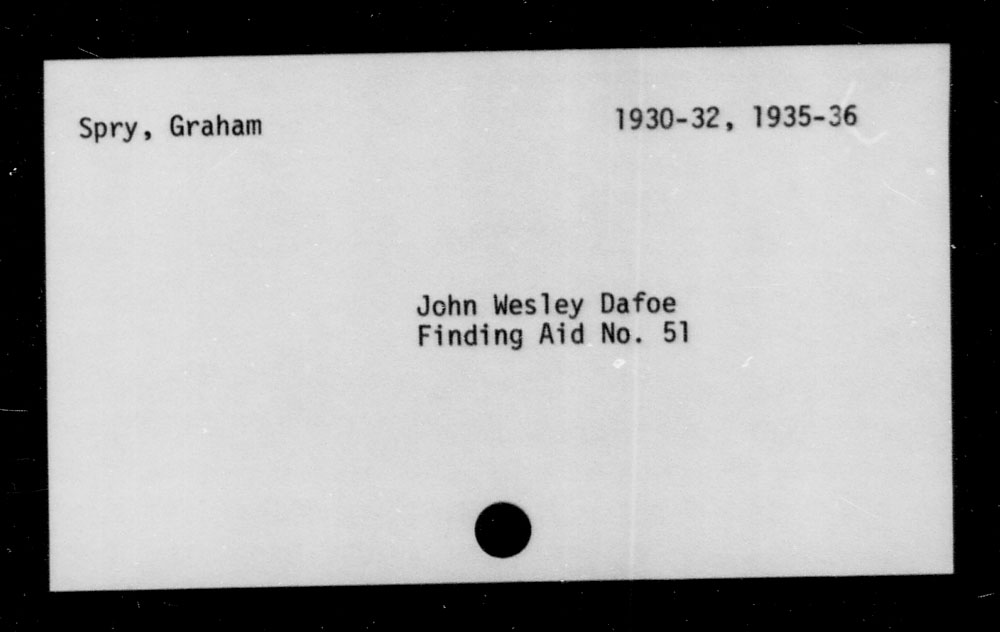 Spry, Graham 1930-32, 1935-36
John Wesley Dafoe
Finding Aid No. 51